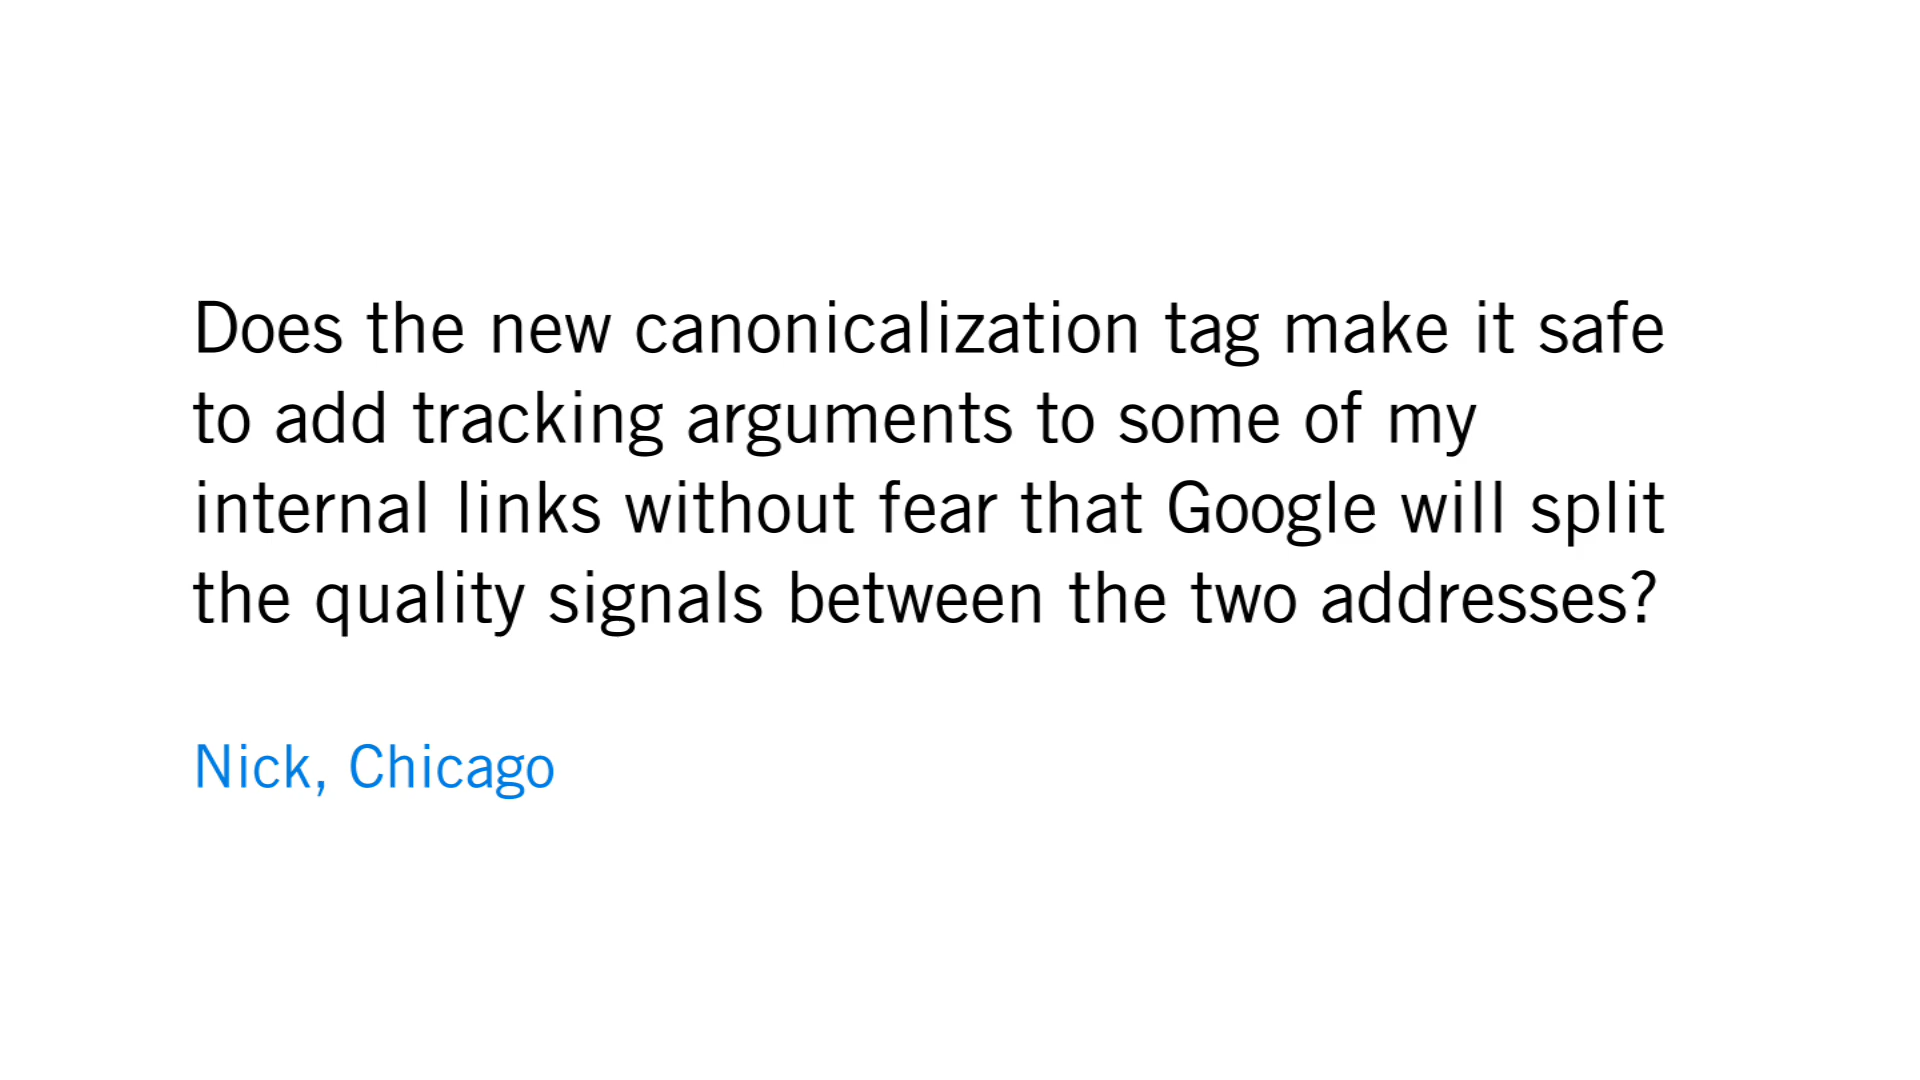 Does the new canonicalization tag make it safe
to add tracking arguments to some of my
internal links without fear that Google will split
the quality signals between the two addresses?
Nick, Chicago